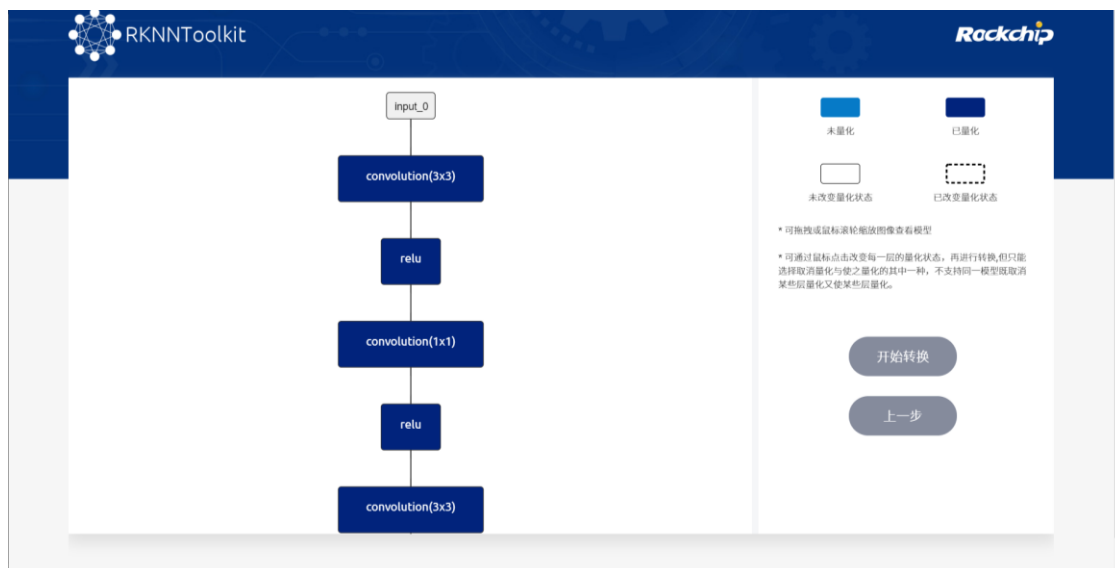 RKNNToolkit
Rockchip
input_0
convolution(3x3)
relu
convolution(1x1)
relu
convolution(3x3)
未量化
已量化
未改变量化状态
已改变量化状态
* 可拖拽或鼠标滚轮缩放图像查看模型
* 可通过鼠标点击改变每一层的量化状态，再进行转换,但只能
选择取消量化与使之量化的其中一种，不支持同一模型既取消
某些层量化又使某些层量化。
开始转换
上一步